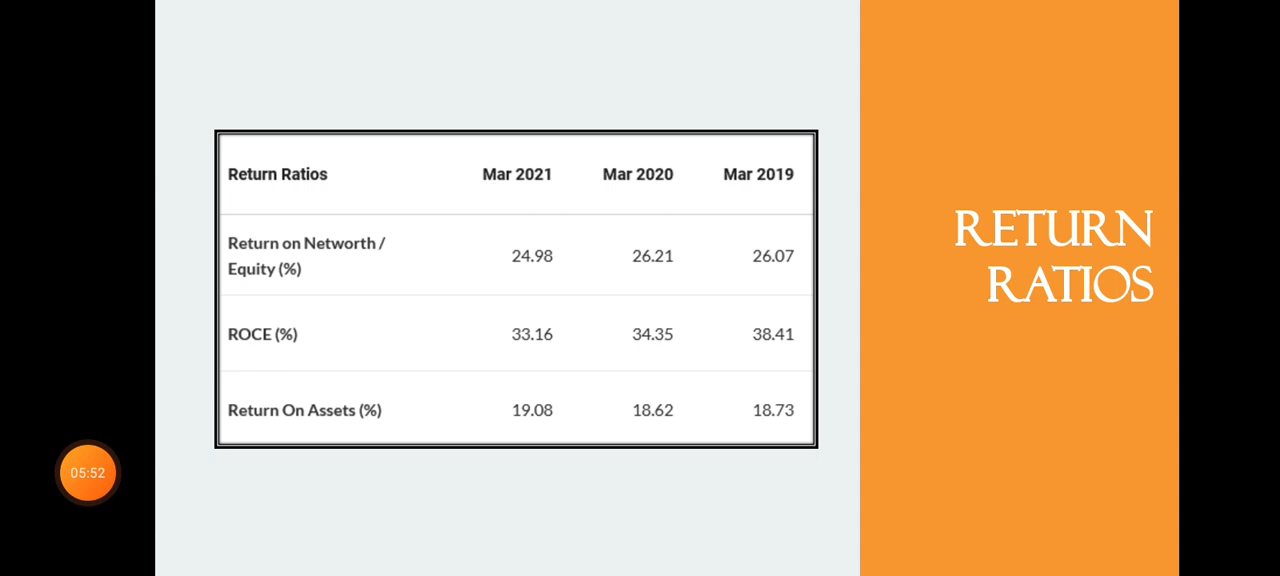 Return Ratios Mar 2021 Mar 2020 Mar 2019
Return on Networth /
Equity (%) 24.98 26.21 26.07
ROCE (%) 33.16 34.35 38.41
Return On Assets (%) 19.08 18.62 18.73
RETURN
RATIOS
05:52